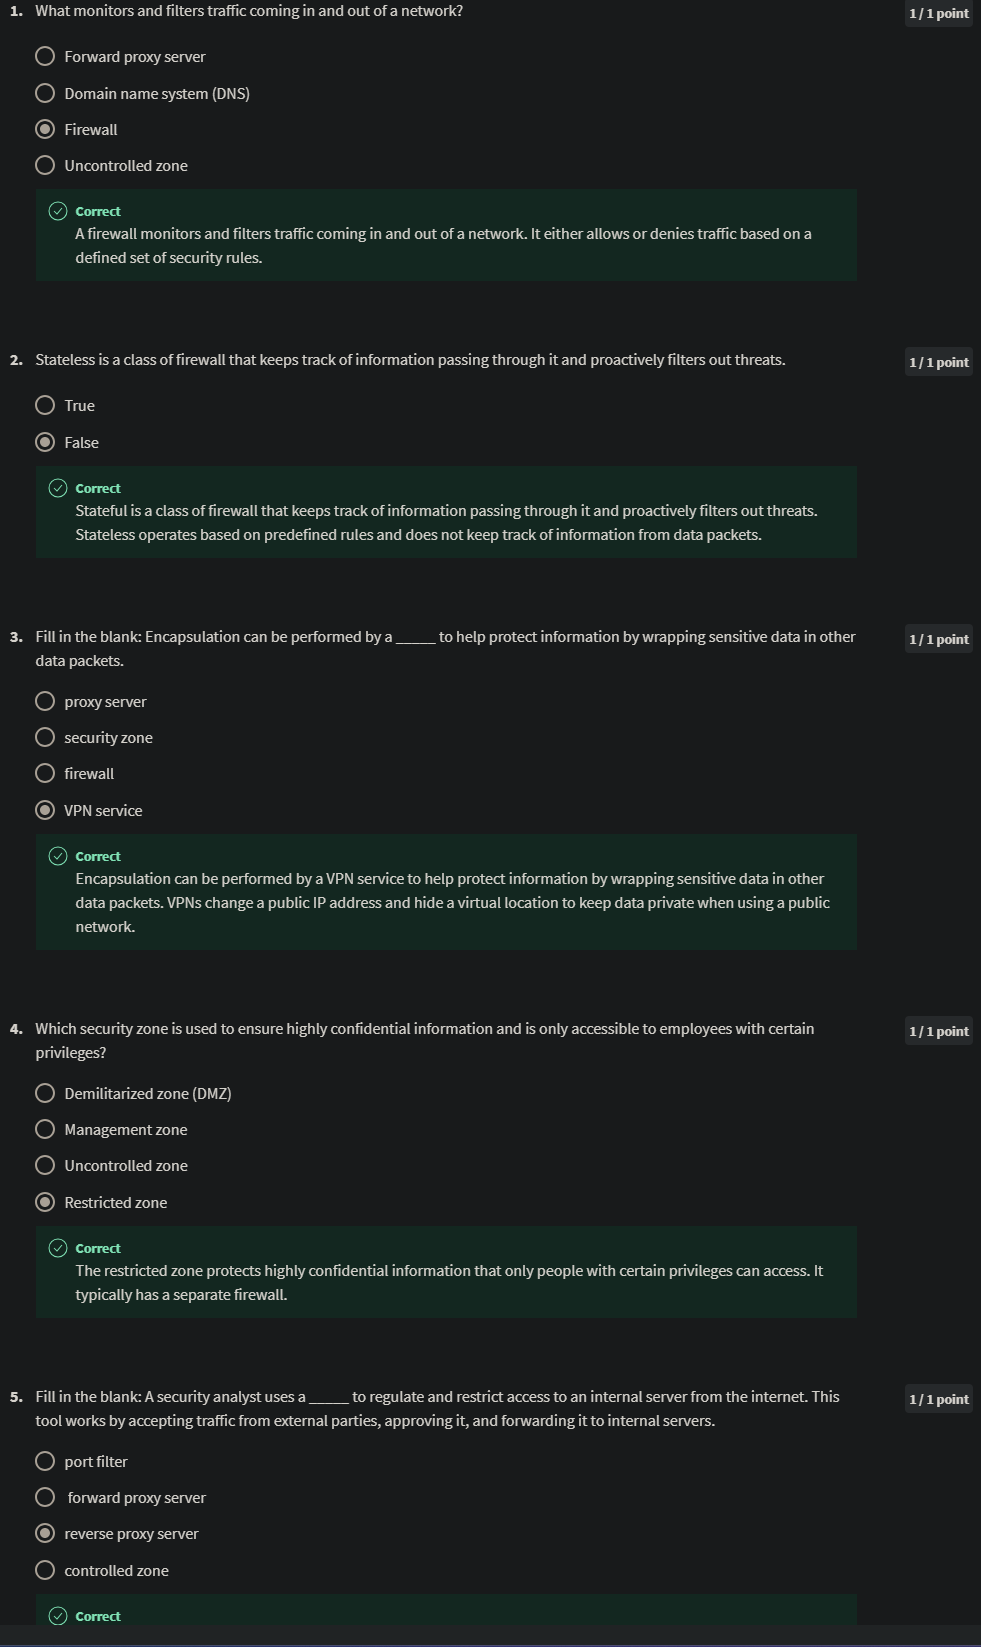 1. What monitors and filters traffic coming in and out of a network?
1 / 1 point
Forward proxy server
Domain name system (DNS)
Firewall
Uncontrolled zone
Correct
A firewall monitors and filters traffic coming in and out of a network. It either allows or denies traffic based on a
defined set of security rules.
2. Stateless is a class of firewall that keeps track of information passing through it and proactively filters out threats.
1 / 1 point
True
False
Correct
Stateful is a class of firewall that keeps track of information passing through it and proactively filters out threats.
Stateless operates based on predefined rules and does not keep track of information from data packets.
3. Fill in the blank: Encapsulation can be performed by a _____ to help protect information by wrapping sensitive data in other
data packets.
1 / 1 point
proxy server
security zone
firewall
VPN service
Correct
Encapsulation can be performed by a VPN service to help protect information by wrapping sensitive data in other
data packets. VPNs change a public IP address and hide a virtual location to keep data private when using a public
network.
4. Which security zone is used to ensure highly confidential information and is only accessible to employees with certain
privileges?
1 / 1 point
Demilitarized zone (DMZ)
Management zone
Uncontrolled zone
Restricted zone
Correct
The restricted zone protects highly confidential information that only people with certain privileges can access. It
typically has a separate firewall.
5. Fill in the blank: A security analyst uses a _____ to regulate and restrict access to an internal server from the internet. This
tool works by accepting traffic from external parties, approving it, and forwarding it to internal servers.
1 / 1 point
port filter
forward proxy server
reverse proxy server
controlled zone
Correct